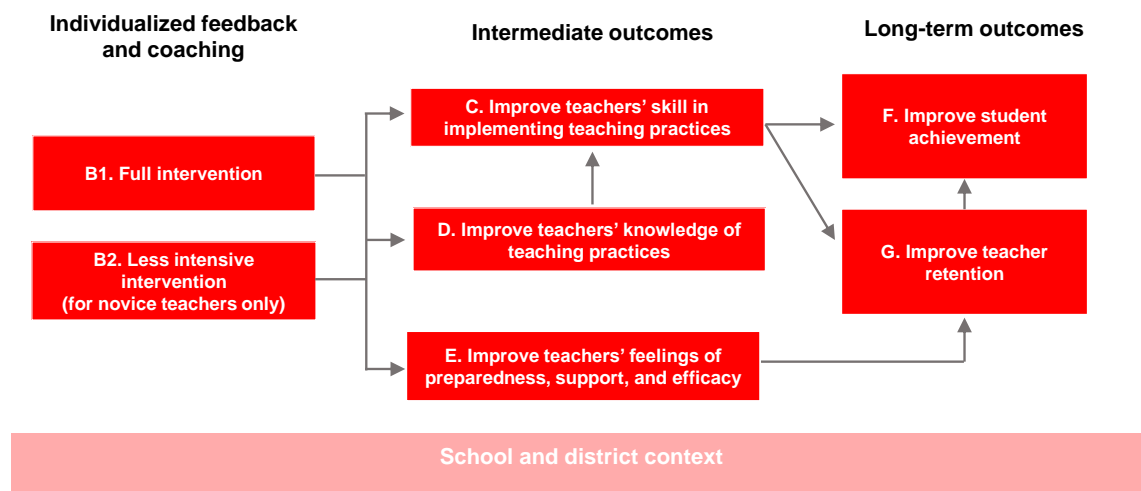 Individualized feedback
and coaching
Intermediate outcomes
Long-term outcomes
B1. Full intervention
B2. Less intensive
intervention
(for novice teachers only)
C. Improve teachers’ skill in
implementing teaching practices
D. Improve teachers’ knowledge of
teaching practices
E. Improve teachers’ feelings of
preparedness, support, and efficacy
F. Improve student
achievement
G. Improve teacher
retention
School and district context